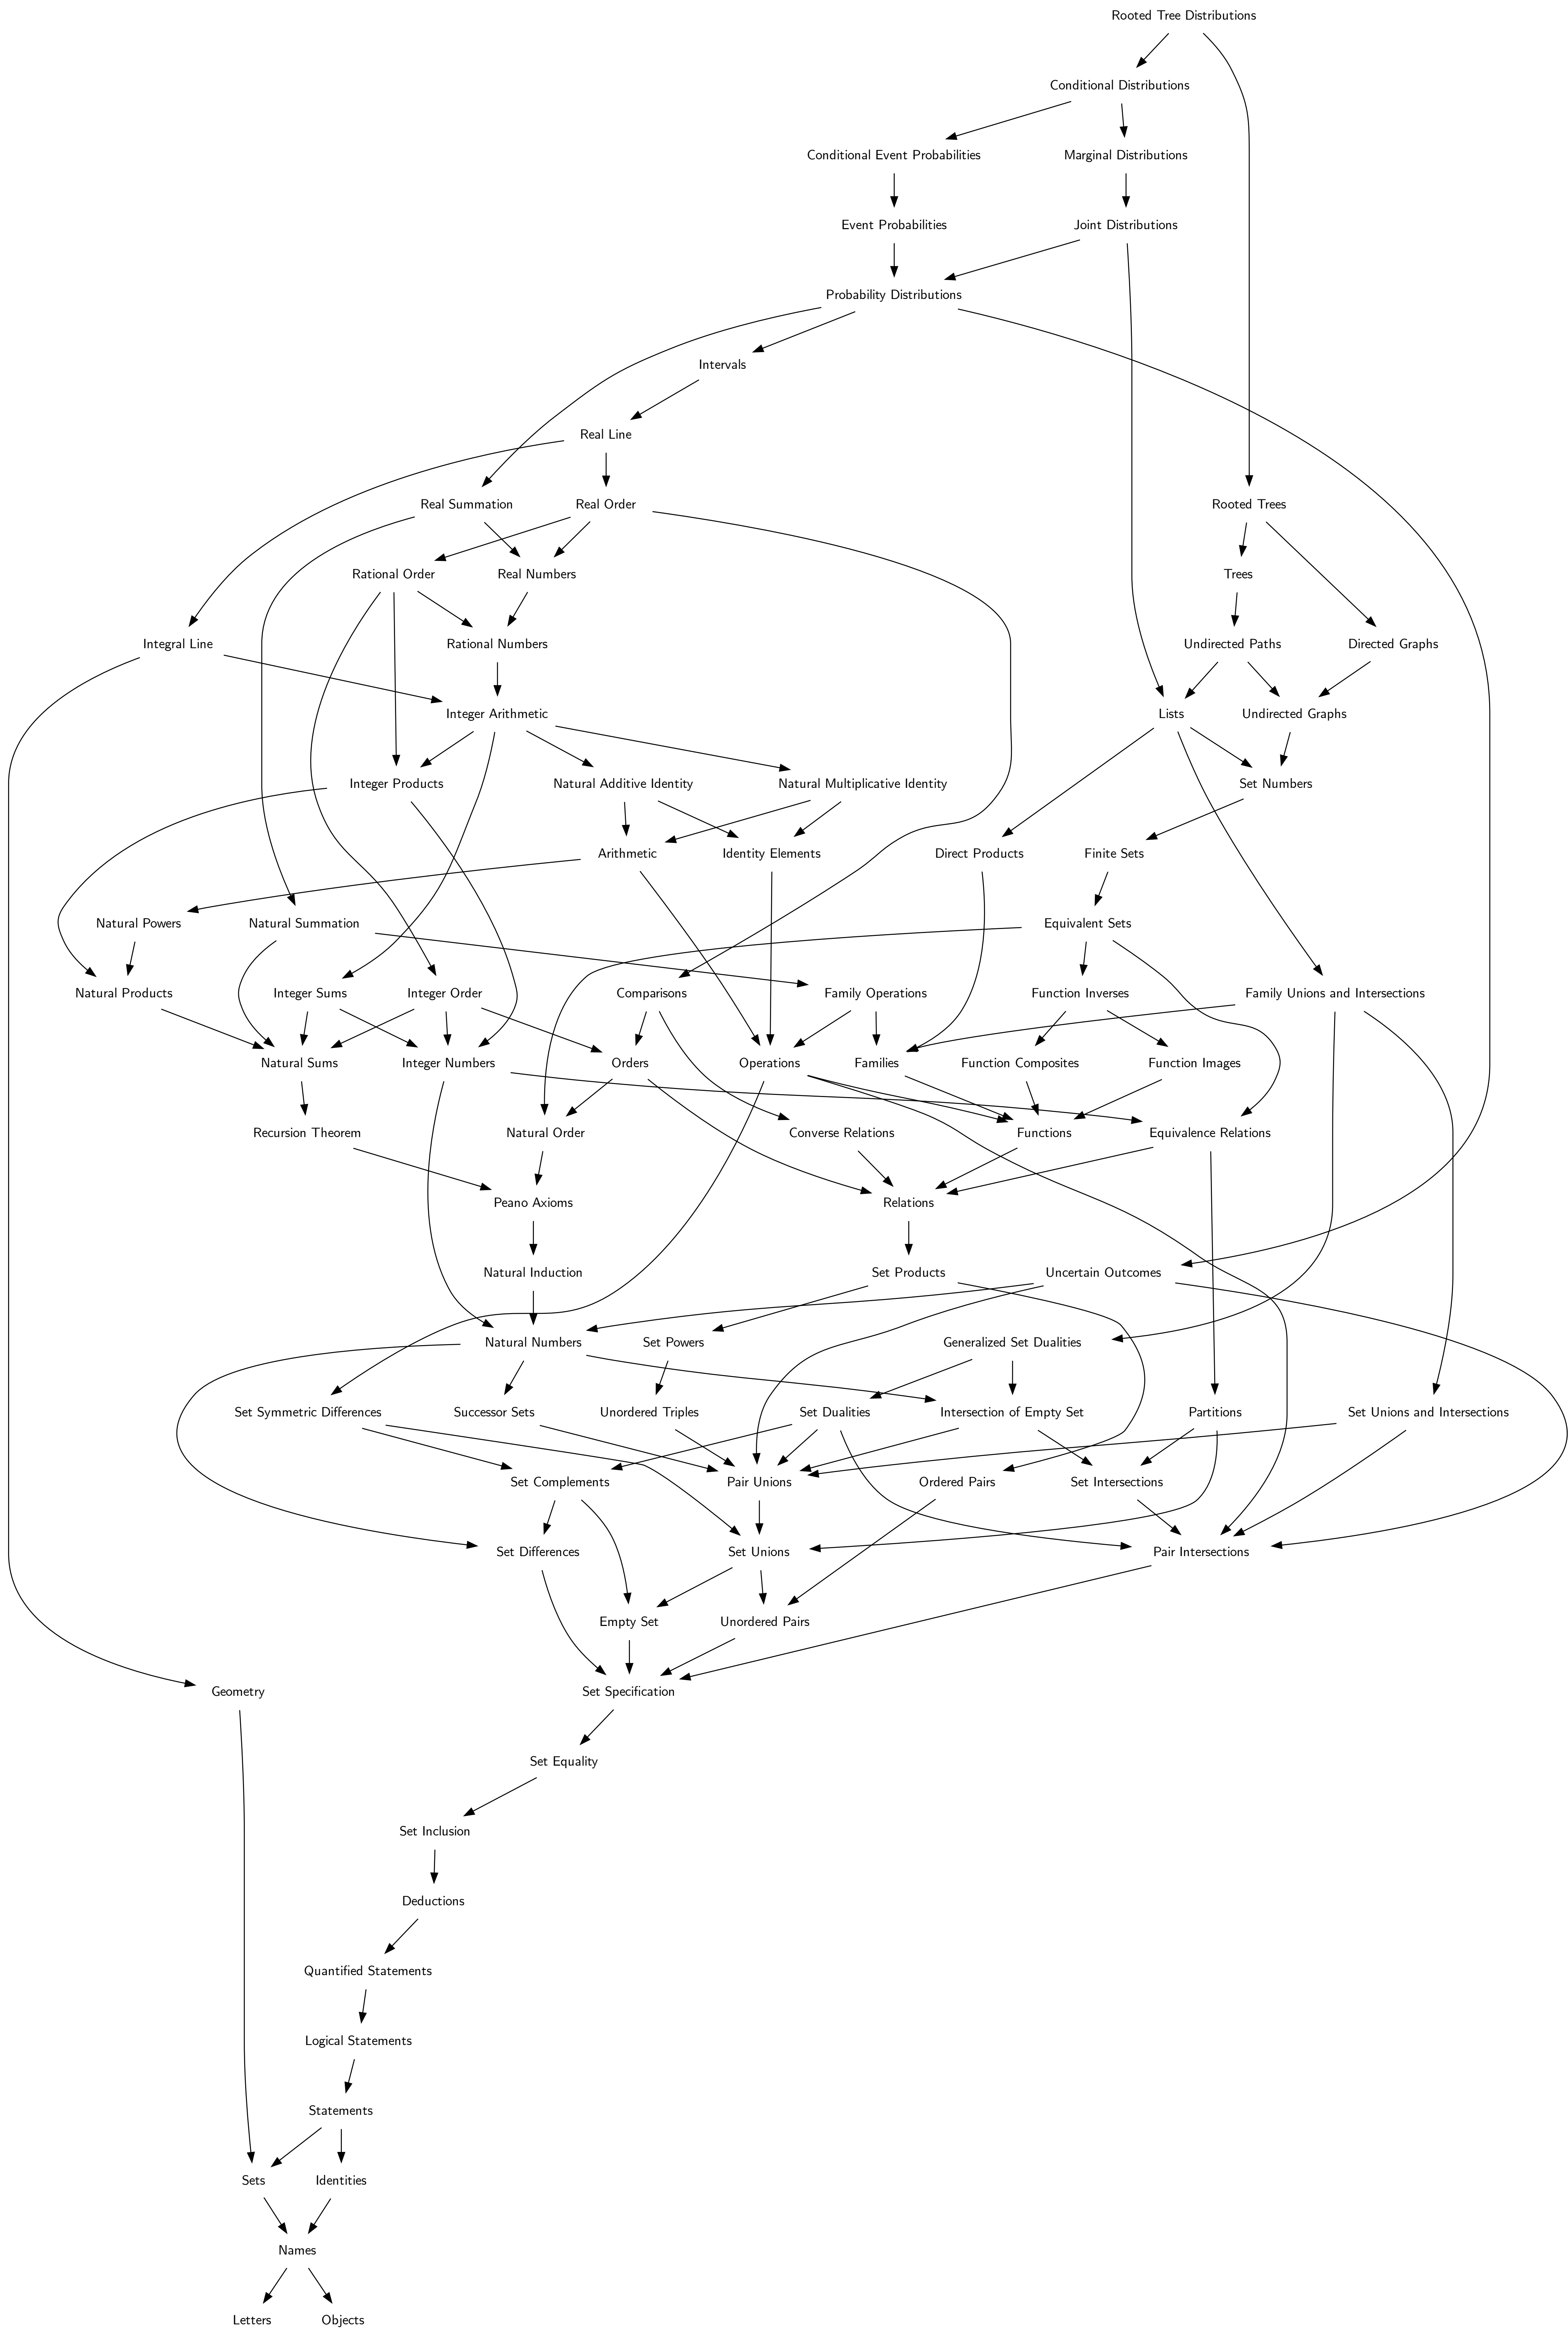 Rooted Tree Distributions
Conditional Distributions
Conditional Event Probabilities
Marginal Distributions
Event Probabilities
Joint Distributions
Probability Distributions
Intervals
Real Line
Real Summation
Real Order
Rooted Trees
Rational Order
Real Numbers
Trees
Integral Line
Rational Numbers
Undirected Paths
Directed Graphs
Integer Arithmetic
Lists
Undirected Graphs
Integer Products
Natural Additive Identity
Natural Multiplicative Identity
Set Numbers
Arithmetic
Identity Elements
Direct Products
Finite Sets
Natural Powers
Natural Summation
Equivalent Sets
Natural Products
Integer Sums
Integer Order
Comparisons
Family Operations
Function Inverses
Family Unions and Intersections
Natural Sums
Integer Numbers
Orders
Operations
Families
Function Composites
Function Images
Recursion Theorem
Natural Order
Converse Relations
Functions
Equivalence Relations
Peano Axioms
Relations
Natural Induction
Set Products
Uncertain Outcomes
Natural Numbers
Set Powers
Generalized Set Dualities
Set Symmetric Differences
Successor Sets
Unordered Triples
Set Dualities
Intersection of Empty Set
Partitions
Set Unions and Intersections
Set Complements
Pair Unions
Ordered Pairs
Set Intersections
Set Differences
Set Unions
Pair Intersections
Empty Set
Unordered Pairs
Geometry
Set Specification
Set Equality
Set Inclusion
Deductions
Quantified Statements
Logical Statements
Statements
Sets
Identities
Names
Letters
Objects